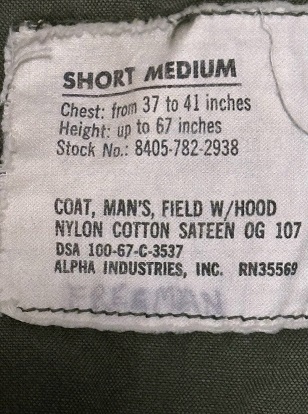 SHORT MEDIUM
Chest: from 37 to 41 inches
Height: up to 67 inches
Stock No.: 8405-782-2938
COAT, MAN'S, FIELD W/HOOD
NYLON COTTON SATEEN OG 107
DSA 100-67-C-3537
ALPHA INDUSTRIES, INC. RN35569
FREEMAN